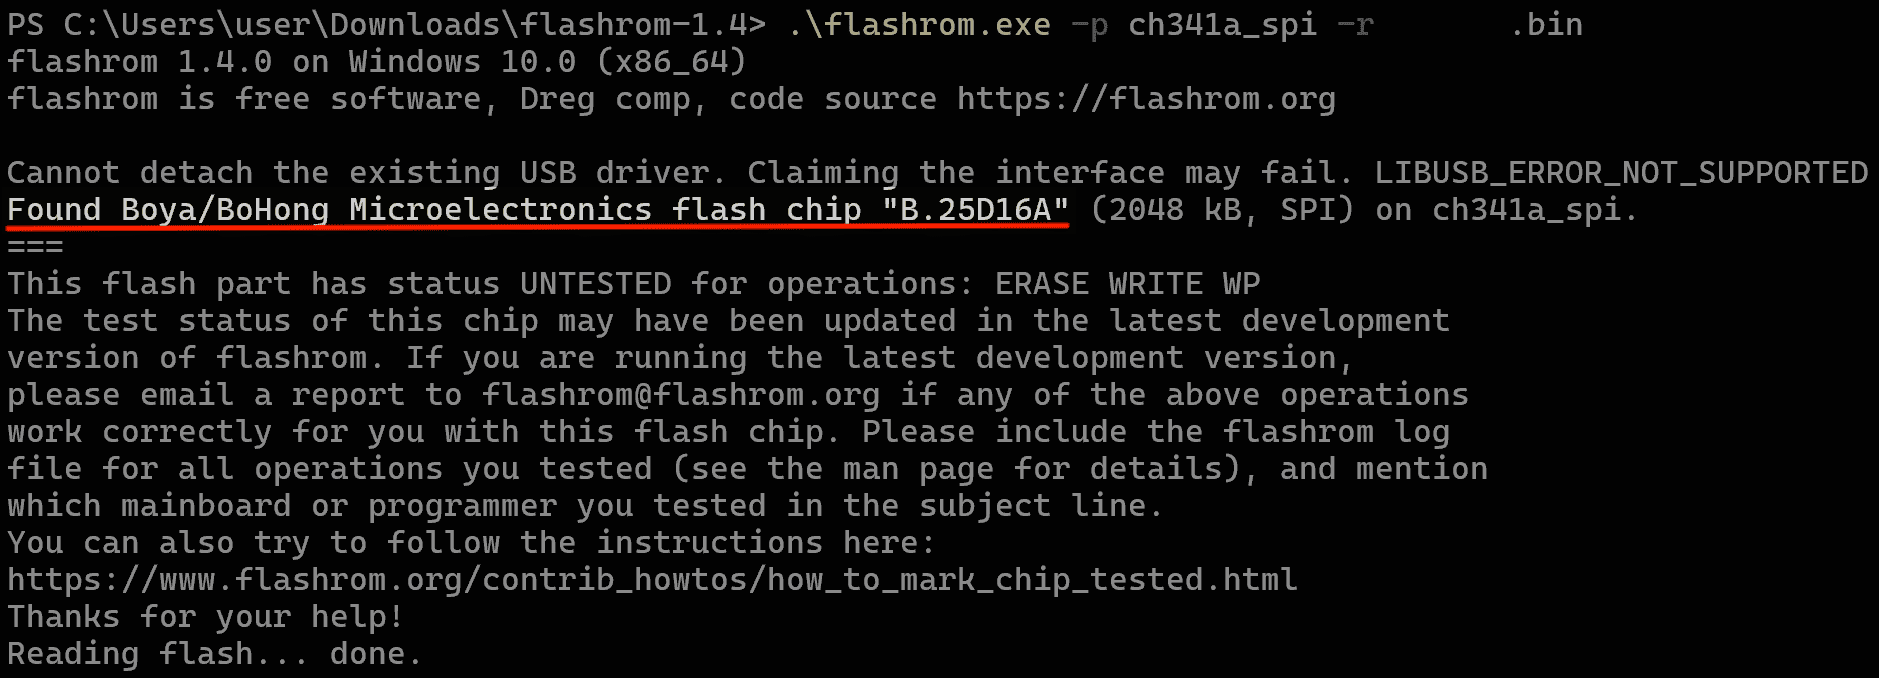 PS C:\Users\user\Downloads\flashrom-1.4> .\flashrom.exe -p ch341a_spi -r .bin
flashrom 1.4.0 on Windows 10.0 (x86_64)
flashrom is free software, Dreg comp, code source https://flashrom.org
Cannot detach the existing USB driver. Claiming the interface may fail. LIBUSB_ERROR_NOT_SUPPORTED
Found Boya/BoHong Microelectronics flash chip "B.25D16A" (2048 kB, SPI) on ch341a_spi.
===
This flash part has status UNTESTED for operations: ERASE WRITE WP
The test status of this chip may have been updated in the latest development
version of flashrom. If you are running the latest development version,
please email a report to flashrom@flashrom.org if any of the above operations
work correctly for you with this flash chip. Please include the flashrom log
file for all operations you tested (see the man page for details), and mention
which mainboard or programmer you tested in the subject line.
You can also try to follow the instructions here:
https://www.flashrom.org/contrib_howtos/how_to_mark_chip_tested.html
Thanks for your help!
Reading flash... done.